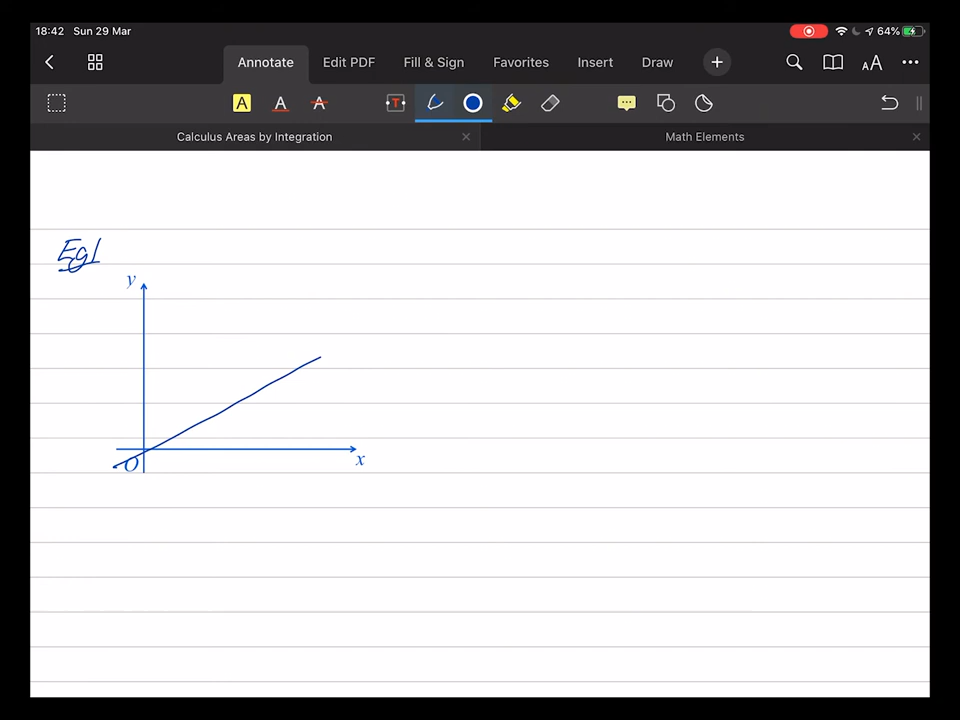 18:42 Sun 29 Mar 64%
Annotate Edit PDF Fill & Sign Favorites Insert Draw AA
A A A T
Calculus Areas by Integration Math Elements
Eg1
y
O
x